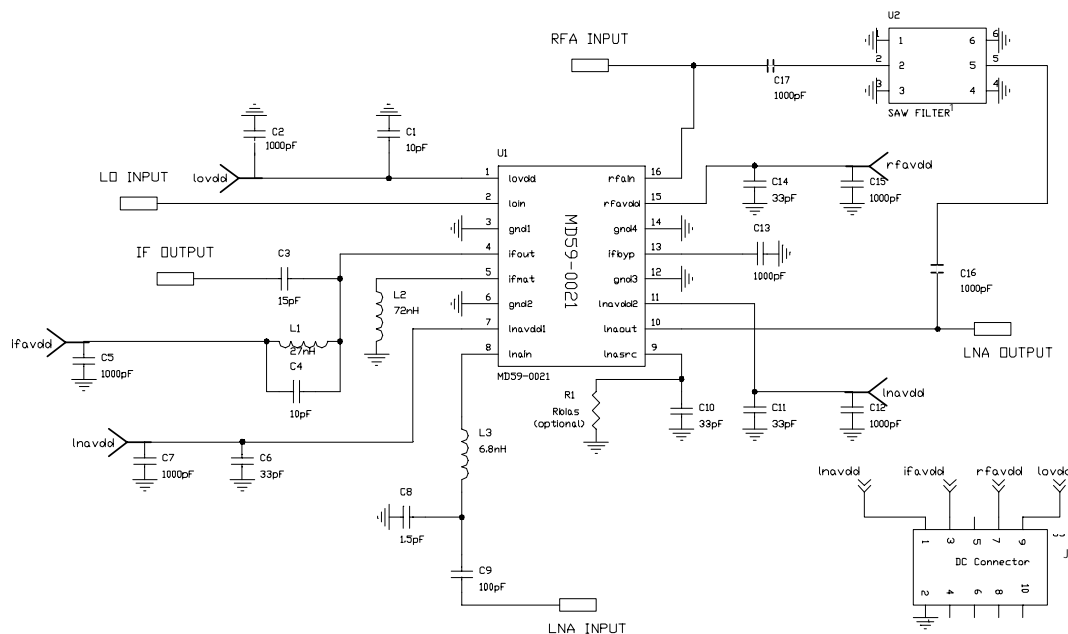 U2
RFA INPUT
1 1 6 6
2 2 5 5
3 3 4 4
C17
1000pF
SAW FILTER
C2
1000pF
C1
10pF
U1
lovdd
1 lovdd rfain 16
LO INPUT
2 loin rfavdd 15
3 gnd1 gnd4 14
4 ifout ifbyp 13
5 ifmat gnd3 12
6 gnd2 lnavdd2 11
7 lnavdd1 lnaout 10
8 lnain lnasrc 9
MD59-0021
MD59-0021
rfavdd
C14
33pF
C15
1000pF
C13
1000pF
C16
1000pF
LNA OUTPUT
IF OUTPUT
C3
15pF
L2
72nH
L1
27nH
C4
10pF
ifavdd
C5
1000pF
R1
Rbias
(optional)
C10
33pF
C11
33pF
C12
1000pF
lnavdd
lnavdd
C7
1000pF
C6
33pF
L3
6.8nH
C8
1.5pF
C9
100pF
LNA INPUT
lnavdd ifavdd rfavdd lovdd
1 3 5 7 9
DC Connector
J
2 4 6 8 10